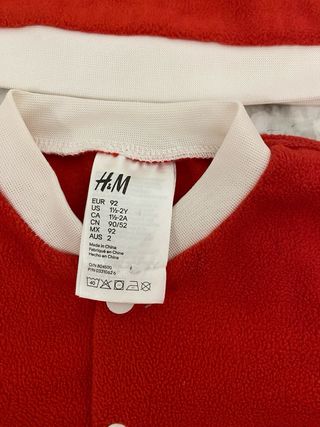 H&M
EUR 92
US 1½-2Y
CA 1½-2A
CN 90/52
MX 92
AUS 2
Made in China
Fabriqué en Chine
Hecho en China
40